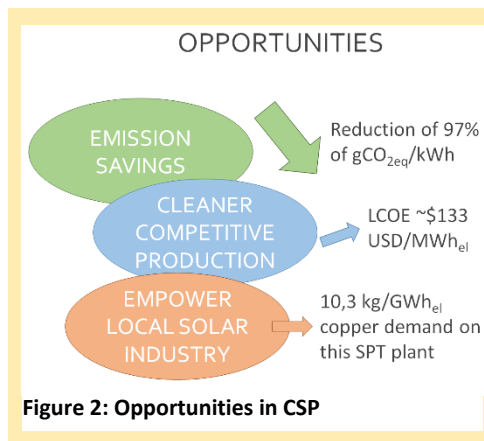 OPPORTUNITIES
EMISSION
SAVINGS
Reduction of 97%
of gCO₂eq/kWh
CLEANER
COMPETITIVE
PRODUCTION
LCOE ~$133
USD/MWhel
EMPOWER
LOCAL SOLAR
INDUSTRY
10,3 kg/GWhel
copper demand on
this SPT plant
Figure 2: Opportunities in CSP